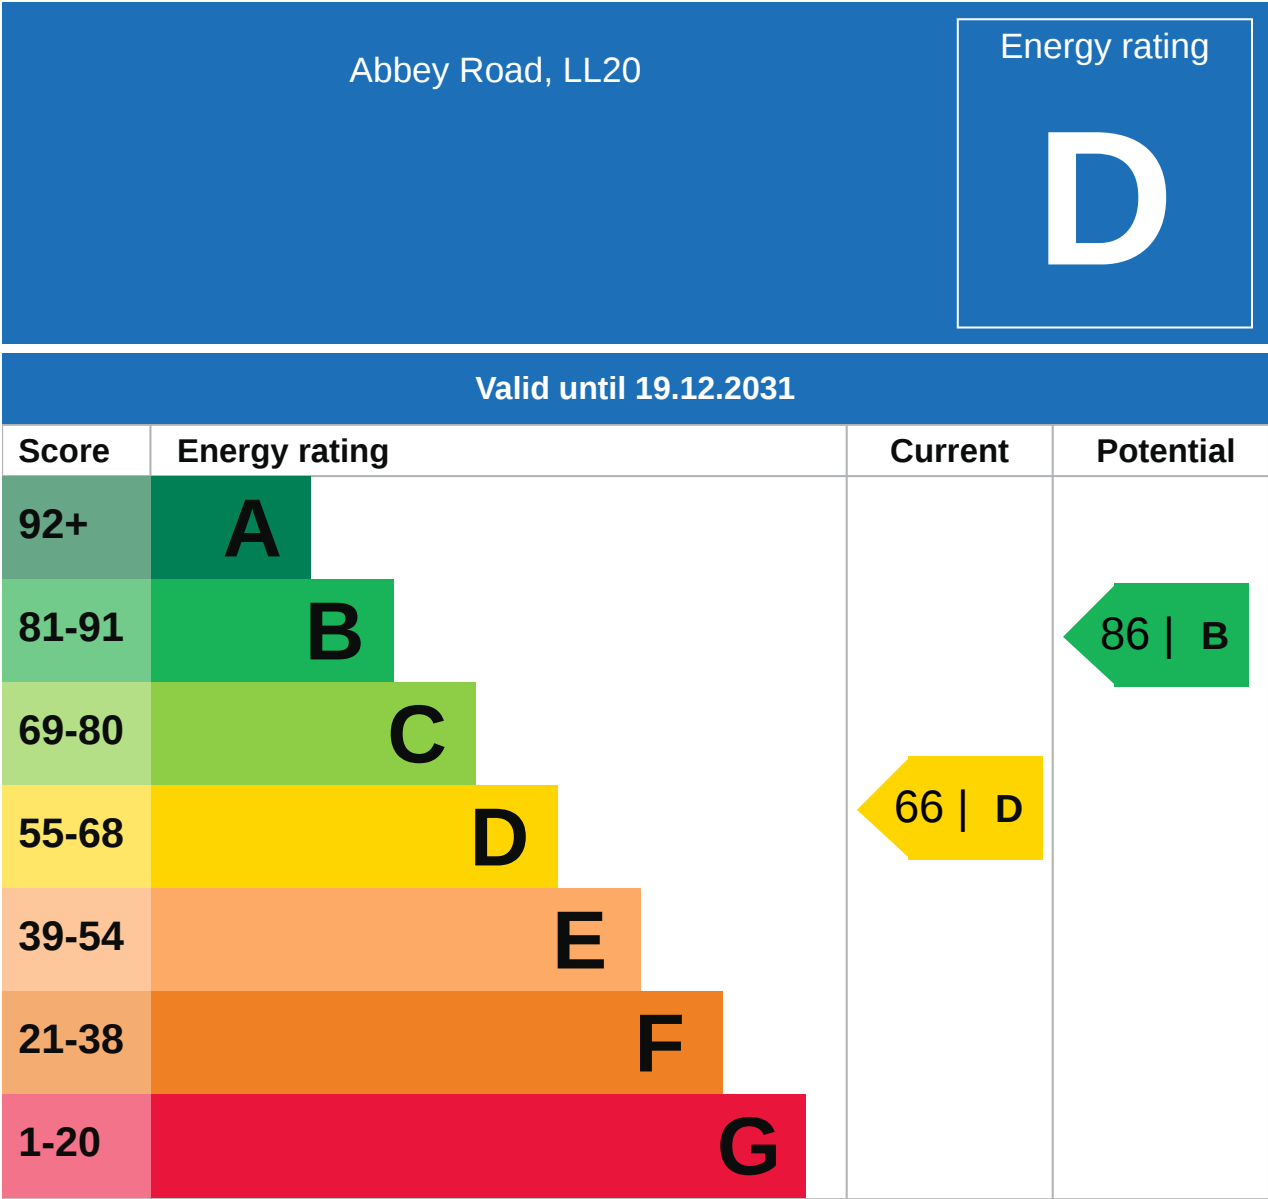 Abbey Road, LL20
Energy rating
D
Valid until 19.12.2031
Score Energy rating Current Potential
92+ A
81-91 B 86 | B
69-80 C
55-68 D 66 | D
39-54 E
21-38 F
1-20 G